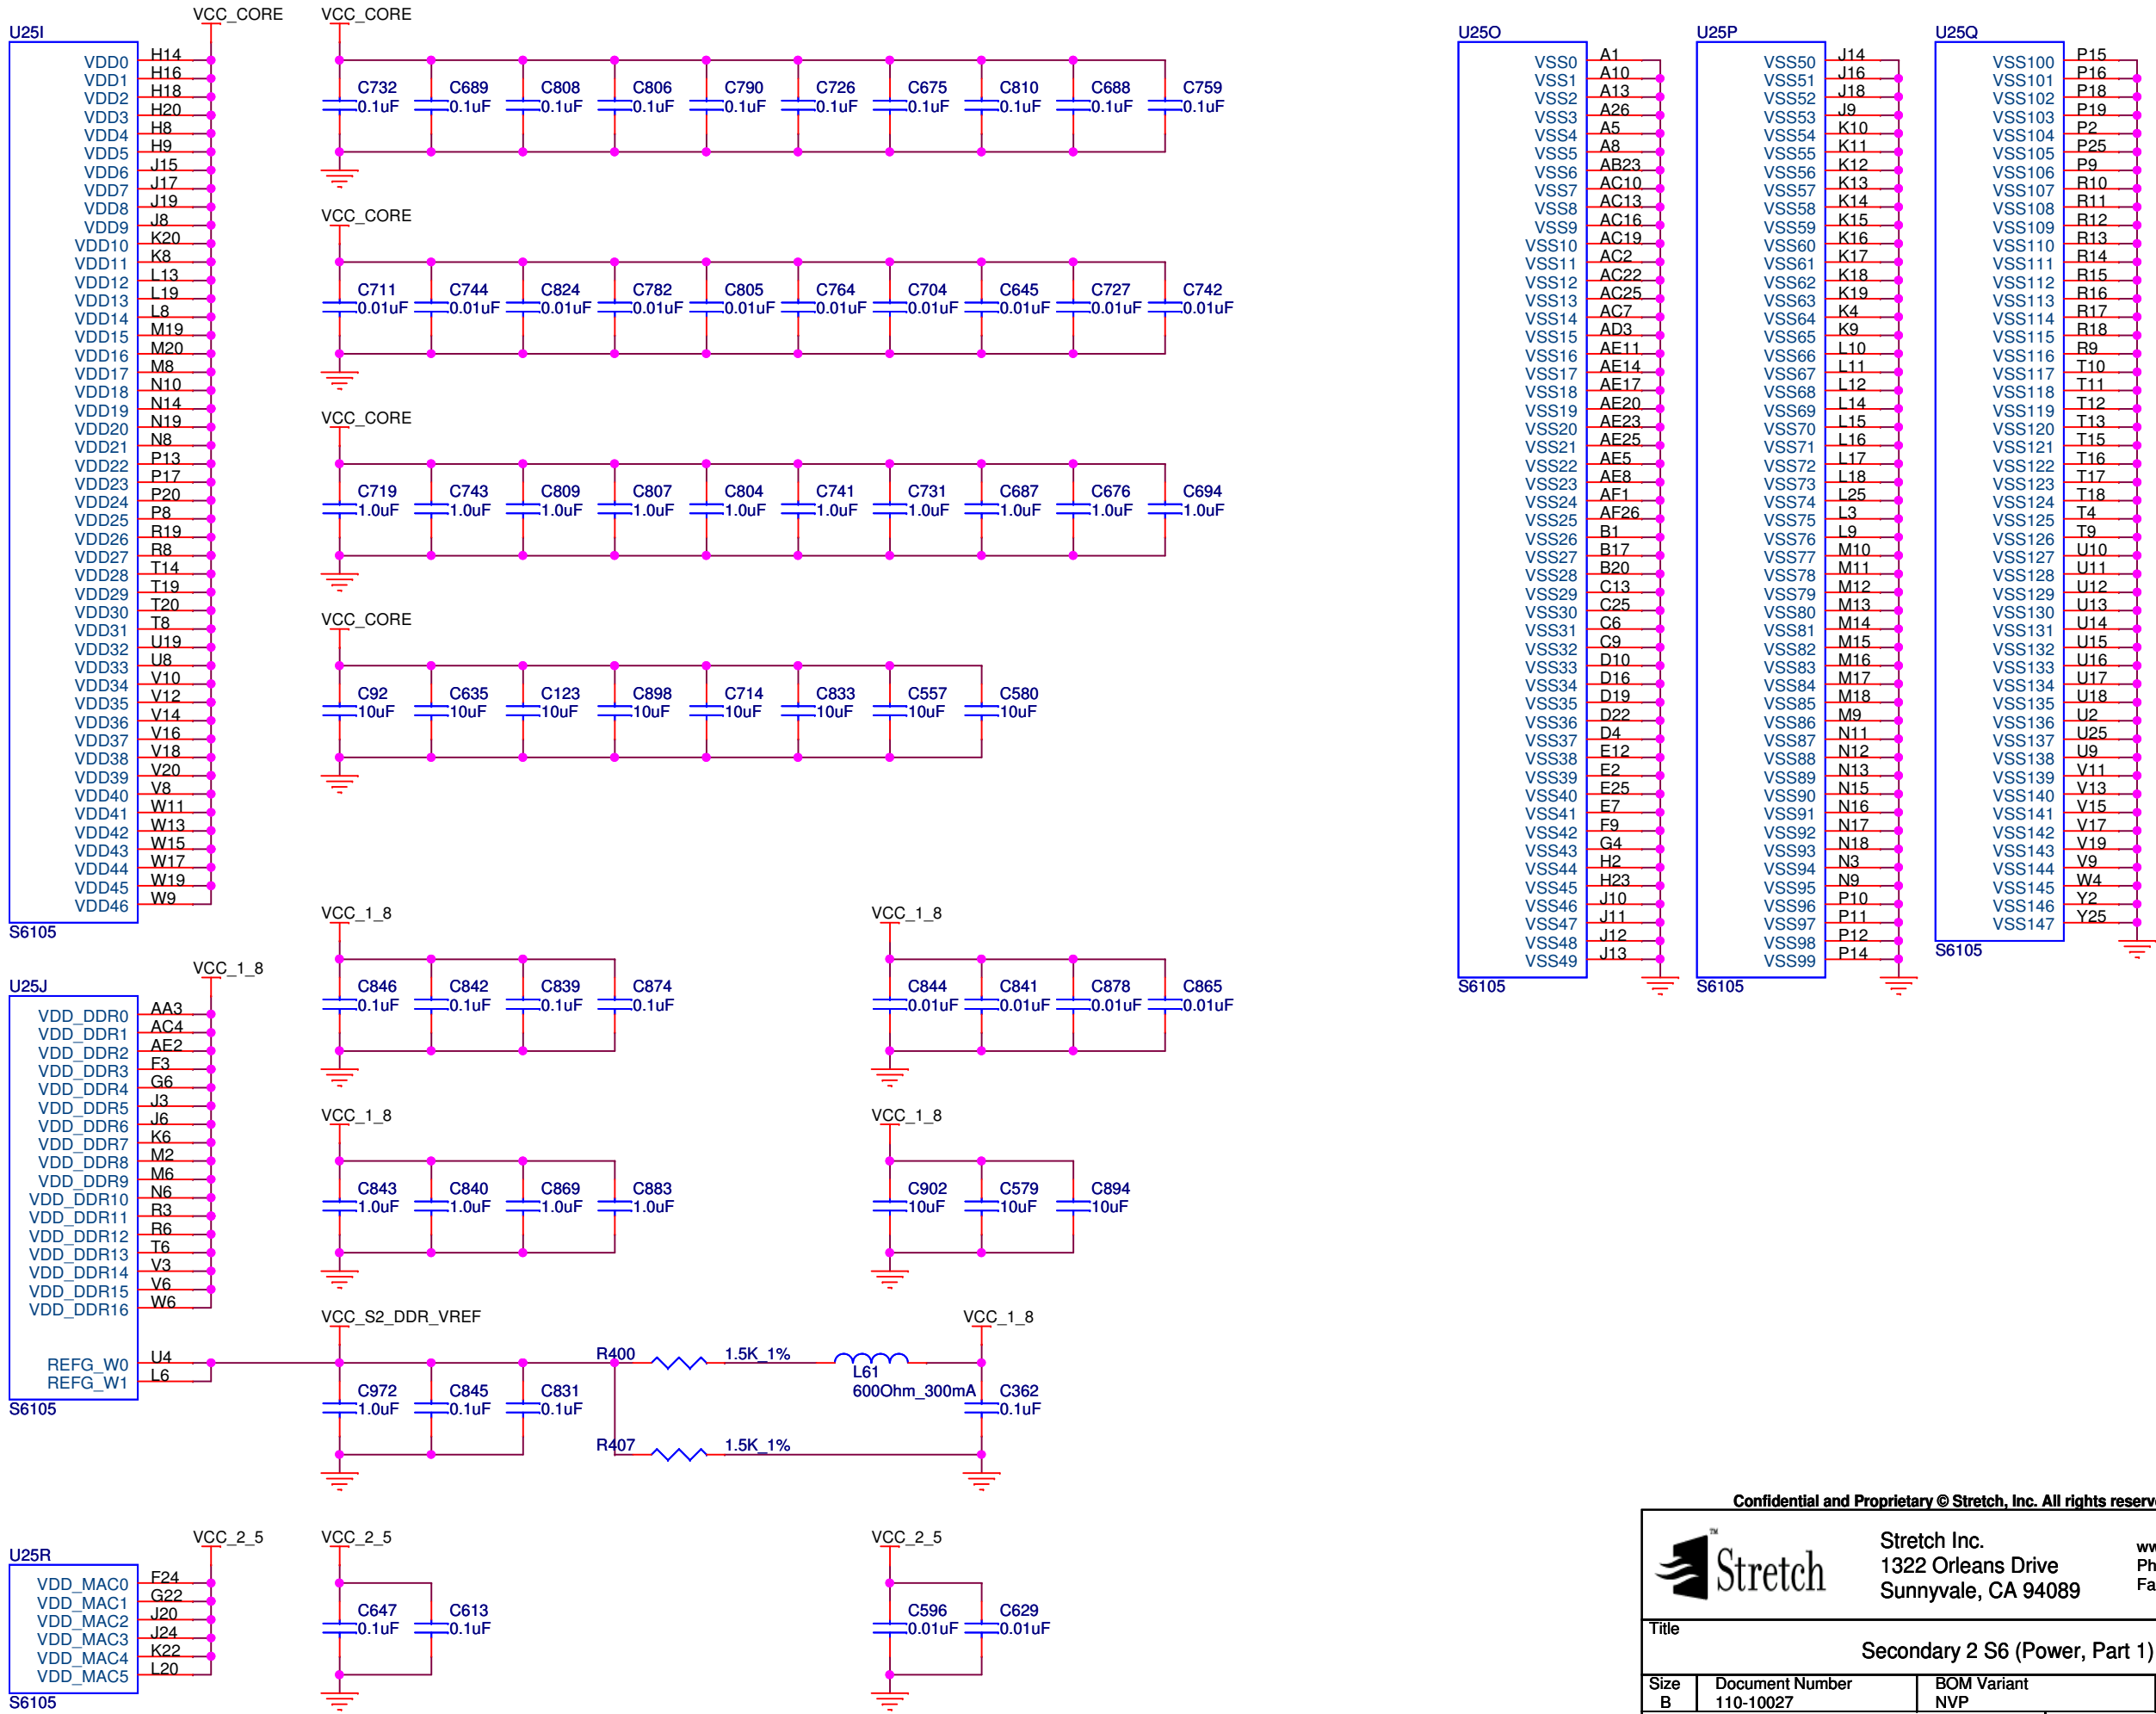 VCC_CORE
U25I
VDD0 H14
VDD1 H16
VDD2 H18
VDD3 H20
VDD4 H8
VDD5 H9
VDD6 J15
VDD7 J17
VDD8 J19
VDD9 J8
VDD10 K20
VDD11 K8
VDD12 L13
VDD13 L19
VDD14 L8
VDD15 M19
VDD16 M20
VDD17 M8
VDD18 N10
VDD19 N14
VDD20 N19
VDD21 N8
VDD22 P13
VDD23 P17
VDD24 P20
VDD25 P8
VDD26 R19
VDD27 R8
VDD28 T14
VDD29 T19
VDD30 T20
VDD31 T8
VDD32 U19
VDD33 U8
VDD34 V10
VDD35 V12
VDD36 V14
VDD37 V16
VDD38 V18
VDD39 V20
VDD40 V8
VDD41 W11
VDD42 W13
VDD43 W15
VDD44 W17
VDD45 W19
VDD46 W9
S6105
VCC_CORE
C732 C689 C808 C806 C790 C726 C675 C810 C688 C759
0.1uF 0.1uF 0.1uF 0.1uF 0.1uF 0.1uF 0.1uF 0.1uF 0.1uF 0.1uF
VCC_CORE
C711 C744 C824 C782 C805 C764 C704 C645 C727 C742
0.01uF 0.01uF 0.01uF 0.01uF 0.01uF 0.01uF 0.01uF 0.01uF 0.01uF 0.01uF
VCC_CORE
C719 C743 C809 C807 C804 C741 C731 C687 C676 C694
1.0uF 1.0uF 1.0uF 1.0uF 1.0uF 1.0uF 1.0uF 1.0uF 1.0uF 1.0uF
VCC_CORE
C92 C635 C123 C898 C714 C833 C557 C580
10uF 10uF 10uF 10uF 10uF 10uF 10uF 10uF
U25O
VSS0 A1
VSS1 A10
VSS2 A13
VSS3 A26
VSS4 A5
VSS5 A8
VSS6 AB23
VSS7 AC10
VSS8 AC13
VSS9 AC16
VSS10 AC19
VSS11 AC2
VSS12 AC22
VSS13 AC25
VSS14 AC7
VSS15 AD3
VSS16 AE11
VSS17 AE14
VSS18 AE17
VSS19 AE20
VSS20 AE23
VSS21 AE25
VSS22 AE5
VSS23 AE8
VSS24 AF1
VSS25 AF26
VSS26 B1
VSS27 B17
VSS28 B20
VSS29 C13
VSS30 C25
VSS31 C6
VSS32 C9
VSS33 D10
VSS34 D16
VSS35 D19
VSS36 D22
VSS37 D4
VSS38 E12
VSS39 E2
VSS40 E25
VSS41 E7
VSS42 F9
VSS43 G4
VSS44 H2
VSS45 H23
VSS46 J10
VSS47 J11
VSS48 J12
VSS49 J13
S6105
U25P
VSS50 J14
VSS51 J16
VSS52 J18
VSS53 J9
VSS54 K10
VSS55 K11
VSS56 K12
VSS57 K13
VSS58 K14
VSS59 K15
VSS60 K16
VSS61 K17
VSS62 K18
VSS63 K19
VSS64 K4
VSS65 K9
VSS66 L10
VSS67 L11
VSS68 L12
VSS69 L14
VSS70 L15
VSS71 L16
VSS72 L17
VSS73 L18
VSS74 L25
VSS75 L3
VSS76 L9
VSS77 M10
VSS78 M11
VSS79 M12
VSS80 M13
VSS81 M14
VSS82 M15
VSS83 M16
VSS84 M17
VSS85 M18
VSS86 M9
VSS87 N11
VSS88 N12
VSS89 N13
VSS90 N15
VSS91 N16
VSS92 N17
VSS93 N18
VSS94 N3
VSS95 N9
VSS96 P10
VSS97 P11
VSS98 P12
VSS99 P14
S6105
U25Q
VSS100 P15
VSS101 P16
VSS102 P18
VSS103 P19
VSS104 P2
VSS105 P25
VSS106 P9
VSS107 R10
VSS108 R11
VSS109 R12
VSS110 R13
VSS111 R14
VSS112 R15
VSS113 R16
VSS114 R17
VSS115 R18
VSS116 R9
VSS117 T10
VSS118 T11
VSS119 T12
VSS120 T13
VSS121 T15
VSS122 T16
VSS123 T17
VSS124 T18
VSS125 T4
VSS126 T9
VSS127 U10
VSS128 U11
VSS129 U12
VSS130 U13
VSS131 U14
VSS132 U15
VSS133 U16
VSS134 U17
VSS135 U18
VSS136 U2
VSS137 U25
VSS138 U9
VSS139 V11
VSS140 V13
VSS141 V15
VSS142 V17
VSS143 V19
VSS144 V9
VSS145 W4
VSS146 Y2
VSS147 Y25
S6105
VCC_1_8
U25J
VDD_DDR0 AA3
VDD_DDR1 AC4
VDD_DDR2 AE2
VDD_DDR3 F3
VDD_DDR4 G6
VDD_DDR5 J3
VDD_DDR6 J6
VDD_DDR7 K6
VDD_DDR8 M2
VDD_DDR9 M6
VDD_DDR10 N6
VDD_DDR11 R3
VDD_DDR12 R6
VDD_DDR13 T6
VDD_DDR14 V3
VDD_DDR15 V6
VDD_DDR16 W6
REFG_W0 U4
REFG_W1 L6
S6105
VCC_1_8
C846 C842 C839 C874
0.1uF 0.1uF 0.1uF 0.1uF
VCC_1_8
C844 C841 C878 C865
0.01uF 0.01uF 0.01uF 0.01uF
VCC_1_8
C843 C840 C869 C883
1.0uF 1.0uF 1.0uF 1.0uF
VCC_1_8
C902 C579 C894
10uF 10uF 10uF
VCC_S2_DDR_VREF
VCC_1_8
R400 1.5K_1%
L61
600Ohm_300mA
C972 C845 C831 C362
1.0uF 0.1uF 0.1uF 0.1uF
R407 1.5K_1%
VCC_2_5
U25R
VDD_MAC0 F24
VDD_MAC1 G22
VDD_MAC2 J20
VDD_MAC3 J24
VDD_MAC4 K22
VDD_MAC5 L20
S6105
VCC_2_5
C647 C613
0.1uF 0.1uF
VCC_2_5
C596 C629
0.01uF 0.01uF
Confidential and Proprietary © Stretch, Inc. All rights reserv
Stretch
TM
Stretch Inc.
1322 Orleans Drive
Sunnyvale, CA 94089
ww
Ph
Fa
Title
Secondary 2 S6 (Power, Part 1)
Size Document Number BOM Variant
B 110-10027 NVP